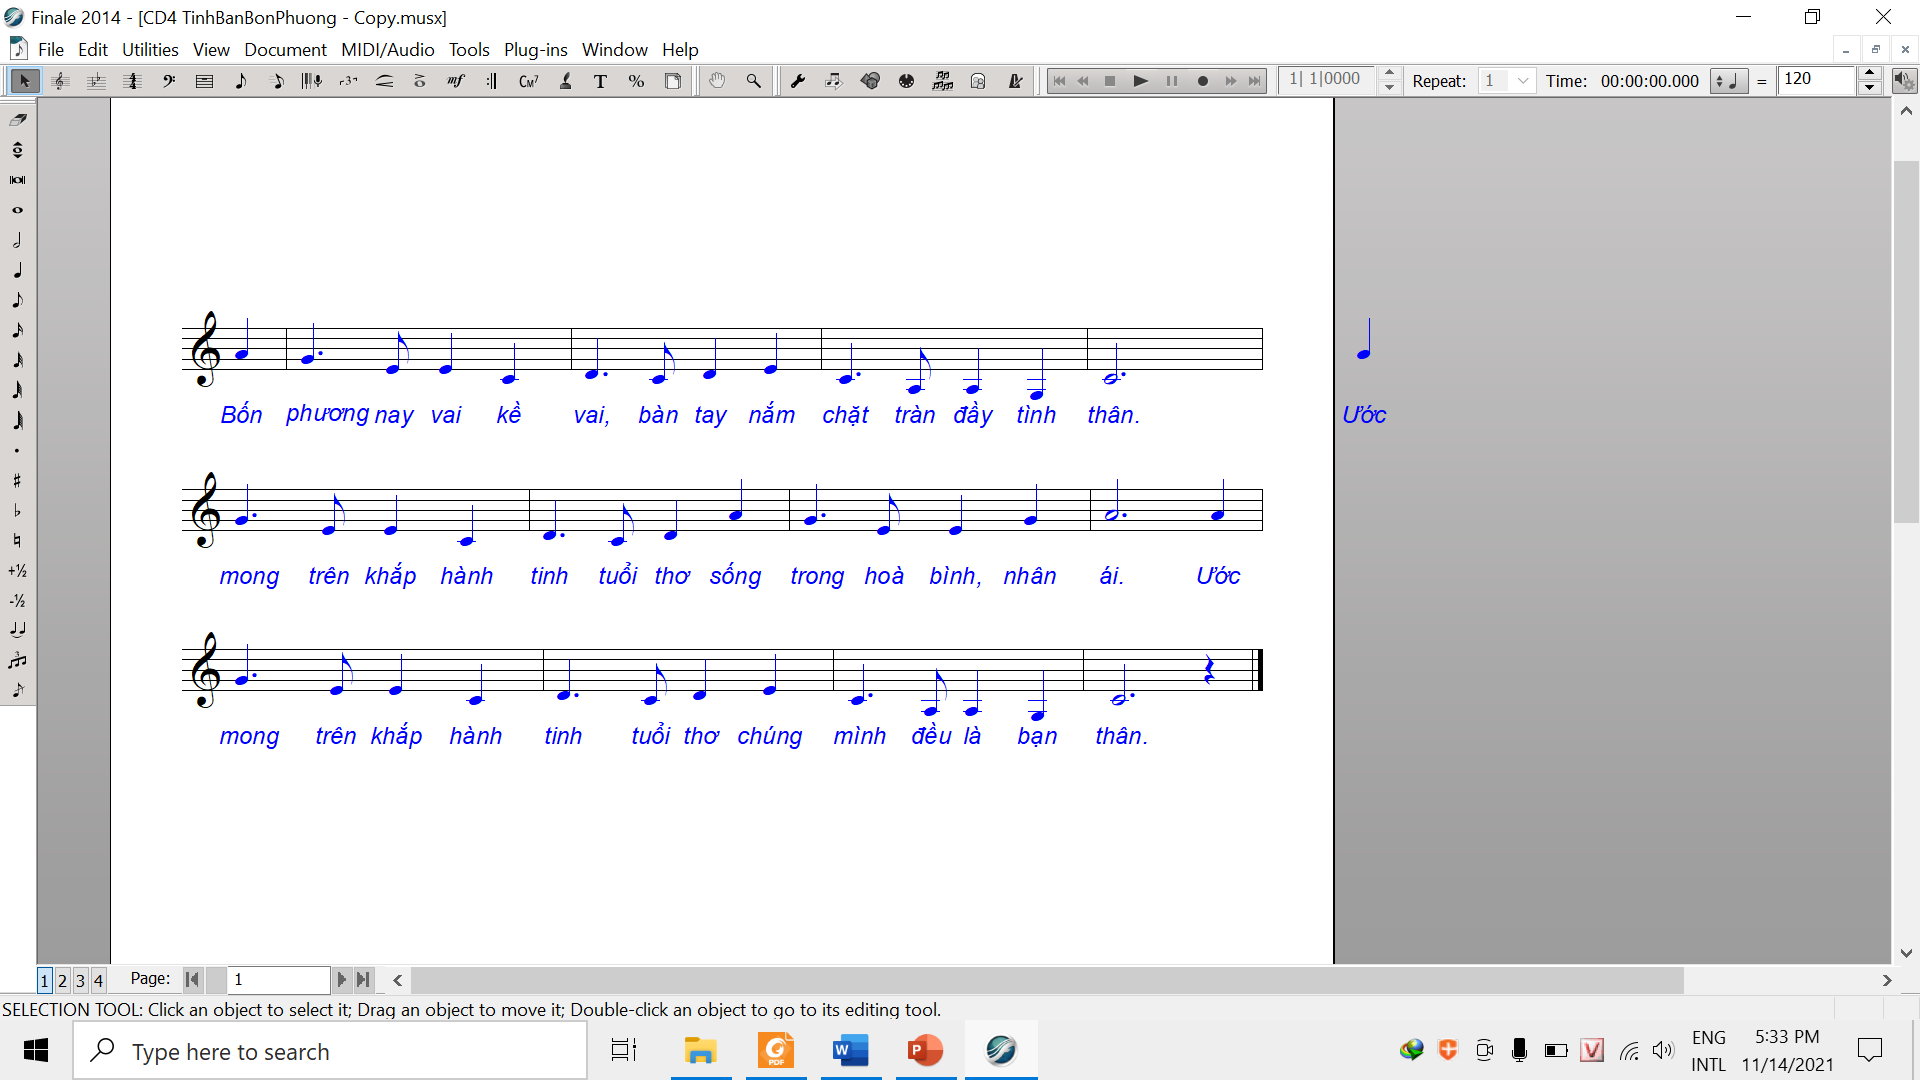 Finale 2014 - [CD4 TinhBanBonPhuong - Copy.musx]
File Edit Utilities View Document MIDI/Audio Tools Plug-ins Window Help
1| 1|0000 Repeat: 1 Time: 00:00:00.000 = 120
Bốn phương nay vai kề vai, bàn tay nắm chặt tràn đầy tình thân. Ước
mong trên khắp hành tinh tuổi thơ sống trong hoà bình, nhân ái. Ước
mong trên khắp hành tinh tuổi thơ chúng mình đều là bạn thân.
1 2 3 4 Page: 1
SELECTION TOOL: Click an object to select it; Drag an object to move it; Double-click an object to go to its editing tool.
Type here to search
ENG 5:33 PM
INTL 11/14/2021